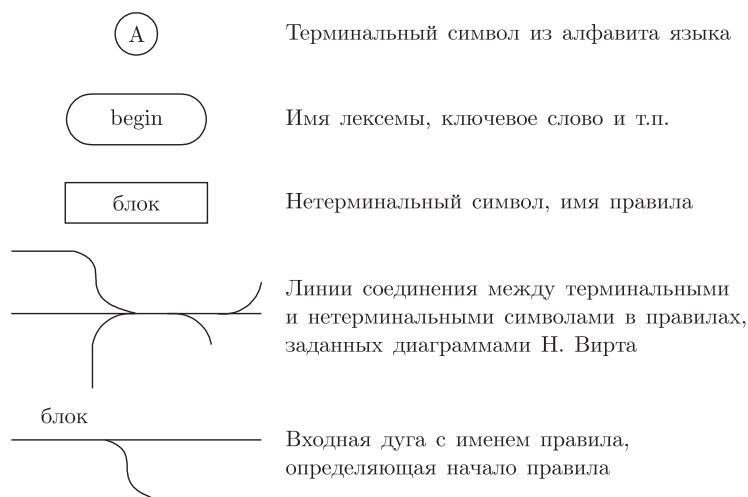 A Терминальный символ из алфавита языка
begin Имя лексемы, ключевое слово и т.п.
блок Нетерминальный символ, имя правила
Линии соединения между терминальными
и нетерминальными символами в правилах,
заданных диаграммами Н. Вирта
блок
Входная дуга с именем правила,
определяющая начало правила